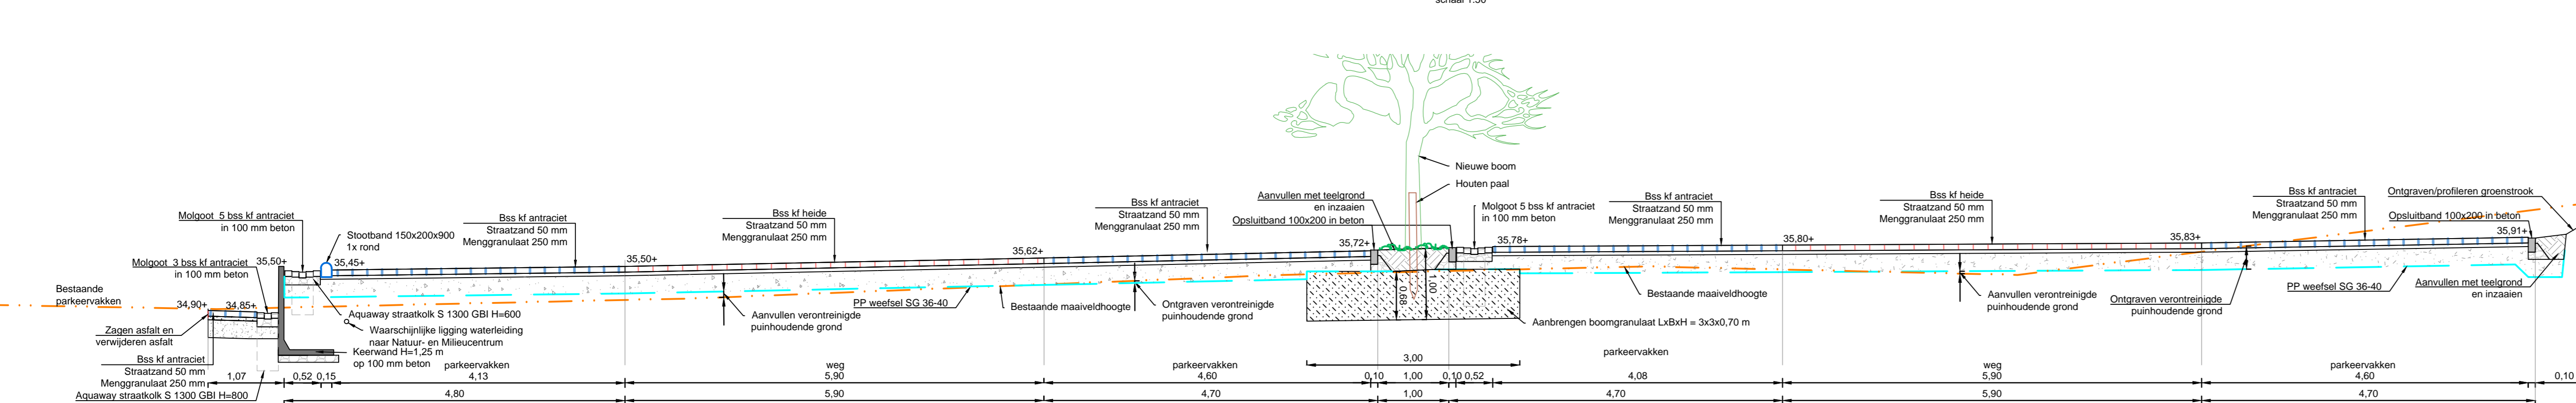 schaal 1:50
Nieuwe boom
Houten paal
Aanvullen met teelgrond
en inzaaien
Opsluitband 100x200 in beton
Molgoot 5 bss kf antraciet
in 100 mm beton
Bss kf antraciet
Straatzand 50 mm
Menggranulaat 250 mm
Bss kf heide
Straatzand 50 mm
Menggranulaat 250 mm
Bss kf antraciet
Straatzand 50 mm
Menggranulaat 250 mm
Ontgraven/profileren groenstrook
Opsluitband 100x200 in beton
35,91+
Bss kf antraciet
Straatzand 50 mm
Menggranulaat 250 mm
Bss kf heide
Straatzand 50 mm
Menggranulaat 250 mm
Bss kf antraciet
Straatzand 50 mm
Menggranulaat 250 mm
Molgoot 5 bss kf antraciet
in 100 mm beton
Stootband 150x200x900
1x rond
Molgoot 3 bss kf antraciet
in 100 mm beton
35,50+
35,45+
35,50+
35,62+
35,72+
35,78+
35,80+
35,83+
Bestaande
parkeervakken
34,90+
34,85+
Zagen asfalt en
verwijderen asfalt
Bss kf antraciet
Straatzand 50 mm
Menggranulaat 250 mm
Aquaway straatkolk S 1300 GBI H=800
Aquaway straatkolk S 1300 GBI H=600
Waarschijnlijke ligging waterleiding
naar Natuur- en Milieucentrum
Keerwand H=1,25 m
op 100 mm beton
Aanvullen verontreinigde
puinhoudende grond
PP weefsel SG 36-40
Bestaande maaiveldhoogte
Ontgraven verontreinigde
puinhoudende grond
0,68
1,00
Aanbrengen boomgranulaat LxBxH = 3x3x0,70 m
Bestaande maaiveldhoogte
Aanvullen verontreinigde
puinhoudende grond
Ontgraven verontreinigde
puinhoudende grond
PP weefsel SG 36-40
Aanvullen met teelgrond
en inzaaien
parkeervakken
weg
parkeervakken
3,00
parkeervakken
weg
parkeervakken
1,07
0,52
0,15
4,13
5,90
4,60
0,10
1,00
0,10
0,52
4,08
5,90
4,60
0,10
4,80
5,90
4,70
1,00
4,70
5,90
4,70